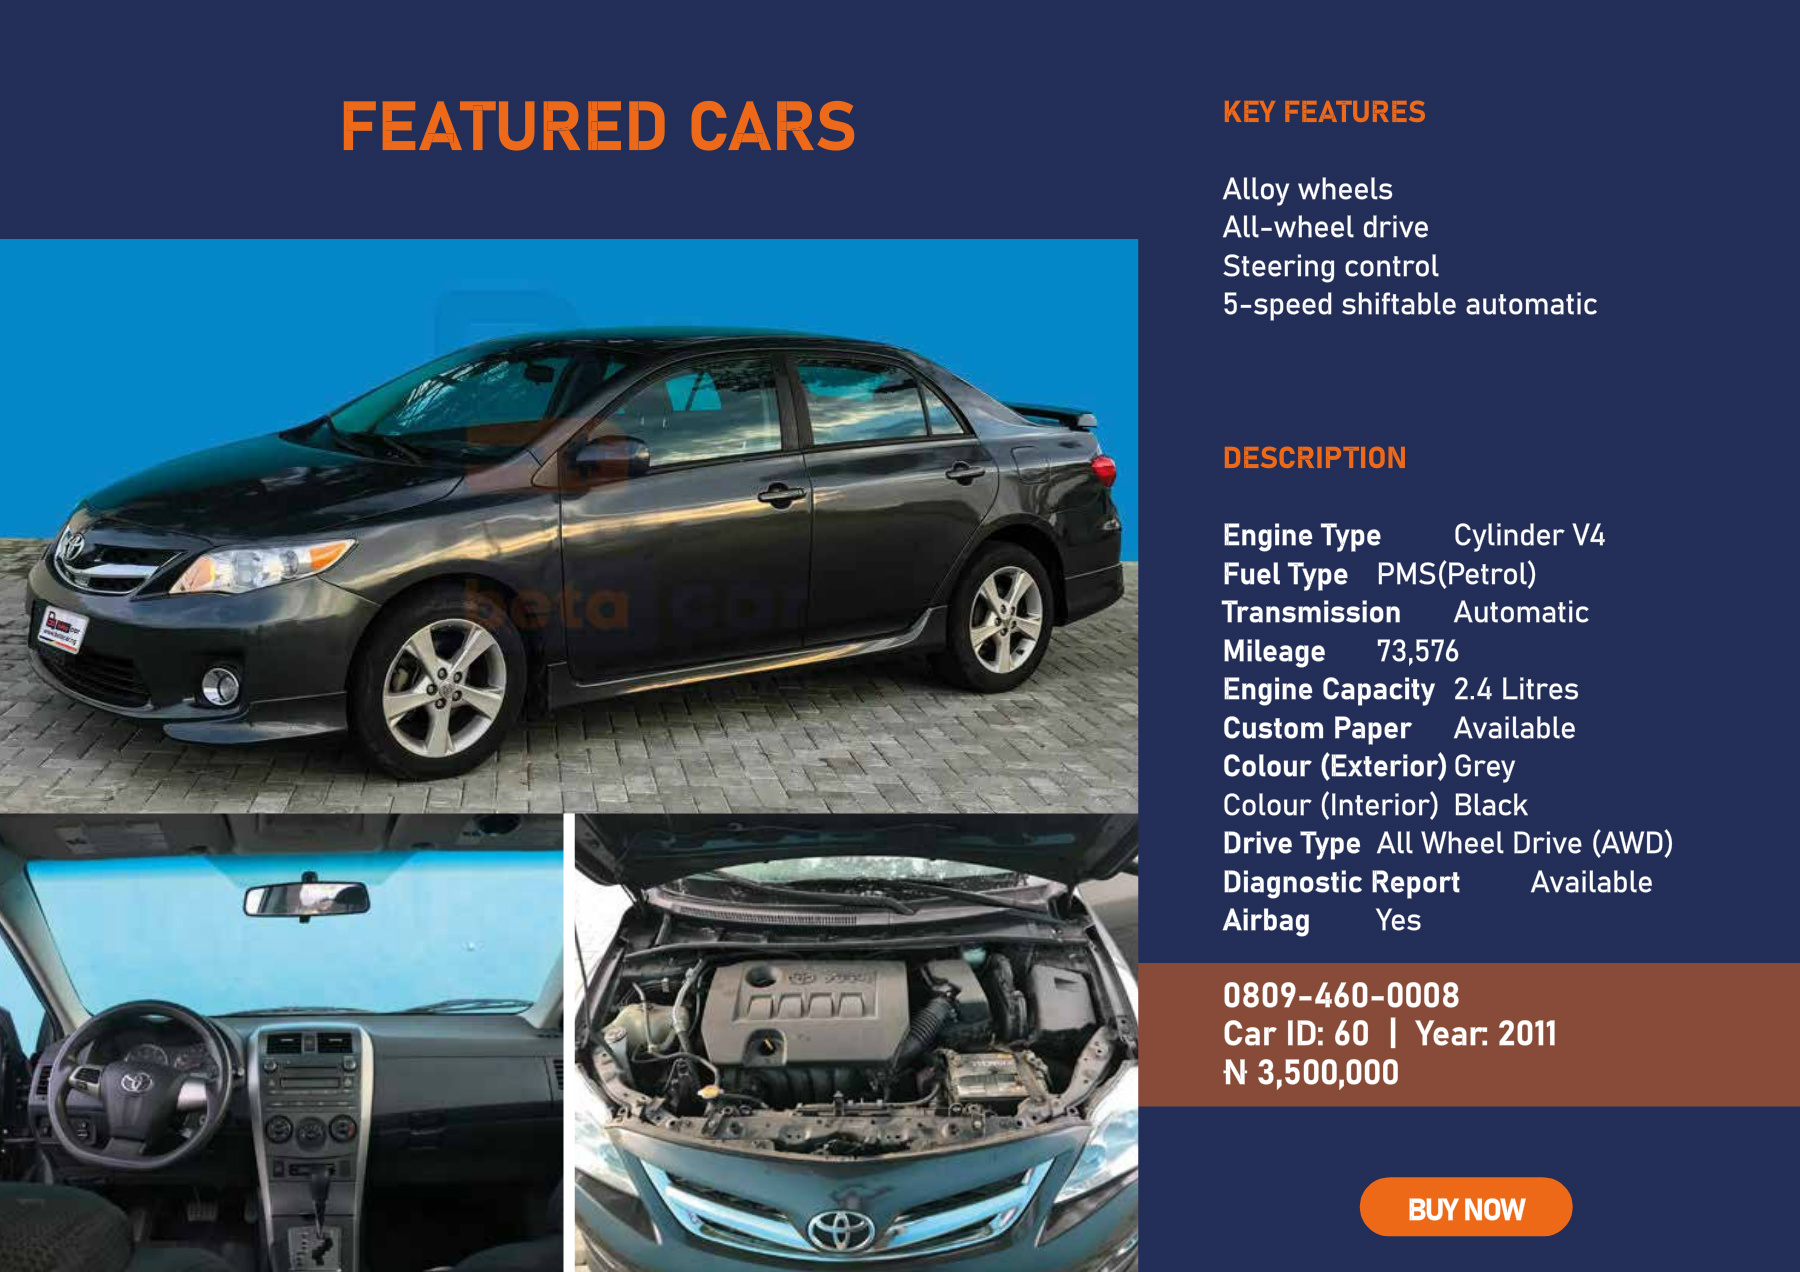 FEATURED CARS
beta car
KEY FEATURES
Alloy wheels
All-wheel drive
Steering control
5-speed shiftable automatic
DESCRIPTION
Engine Type Cylinder V4
Fuel Type PMS(Petrol)
Transmission Automatic
Mileage 73,576
Engine Capacity 2.4 Litres
Custom Paper Available
Colour (Exterior) Grey
Colour (Interior) Black
Drive Type All Wheel Drive (AWD)
Diagnostic Report Available
Airbag Yes
0809-460-0008
Car ID: 60 | Year: 2011
₦ 3,500,000
BUY NOW